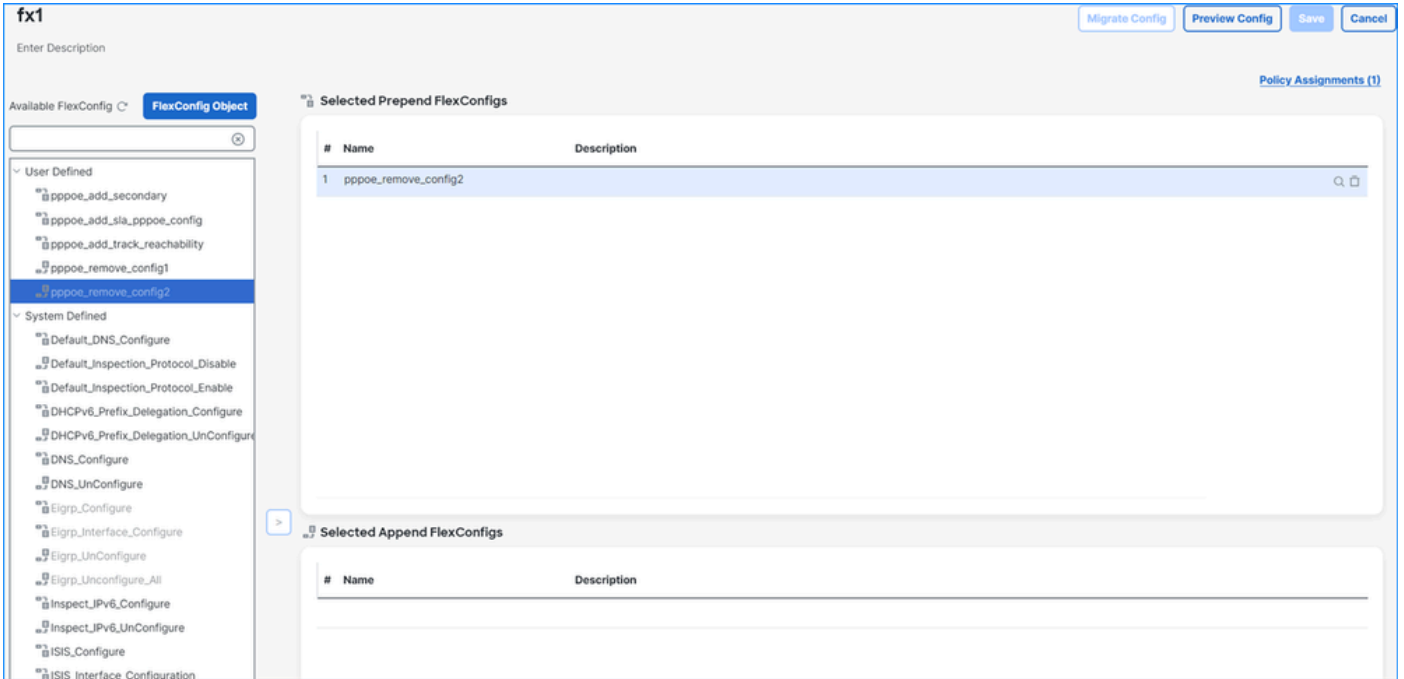 fx1
Migrate Config Preview Config Save Cancel
Enter Description
Policy Assignments (1)
Available FlexConfig FlexConfig Object
User Defined
pppoe_add_secondary
pppoe_add_sla_pppoe_config
pppoe_add_track_reachability
pppoe_remove_config1
pppoe_remove_config2
System Defined
Default_DNS_Configure
Default_Inspection_Protocol_Disable
Default_Inspection_Protocol_Enable
DHCPv6_Prefix_Delegation_Configure
DHCPv6_Prefix_Delegation_UnConfigure
DNS_Configure
DNS_UnConfigure
Eigrp_Configure
Eigrp_Interface_Configure
Eigrp_UnConfigure
Eigrp_Unconfigure_All
Inspect_IPv6_Configure
Inspect_IPv6_UnConfigure
ISIS_Configure
ISIS_Interface_Configuration
>
Selected Prepend FlexConfigs
# Name Description
1 pppoe_remove_config2
Selected Append FlexConfigs
# Name Description